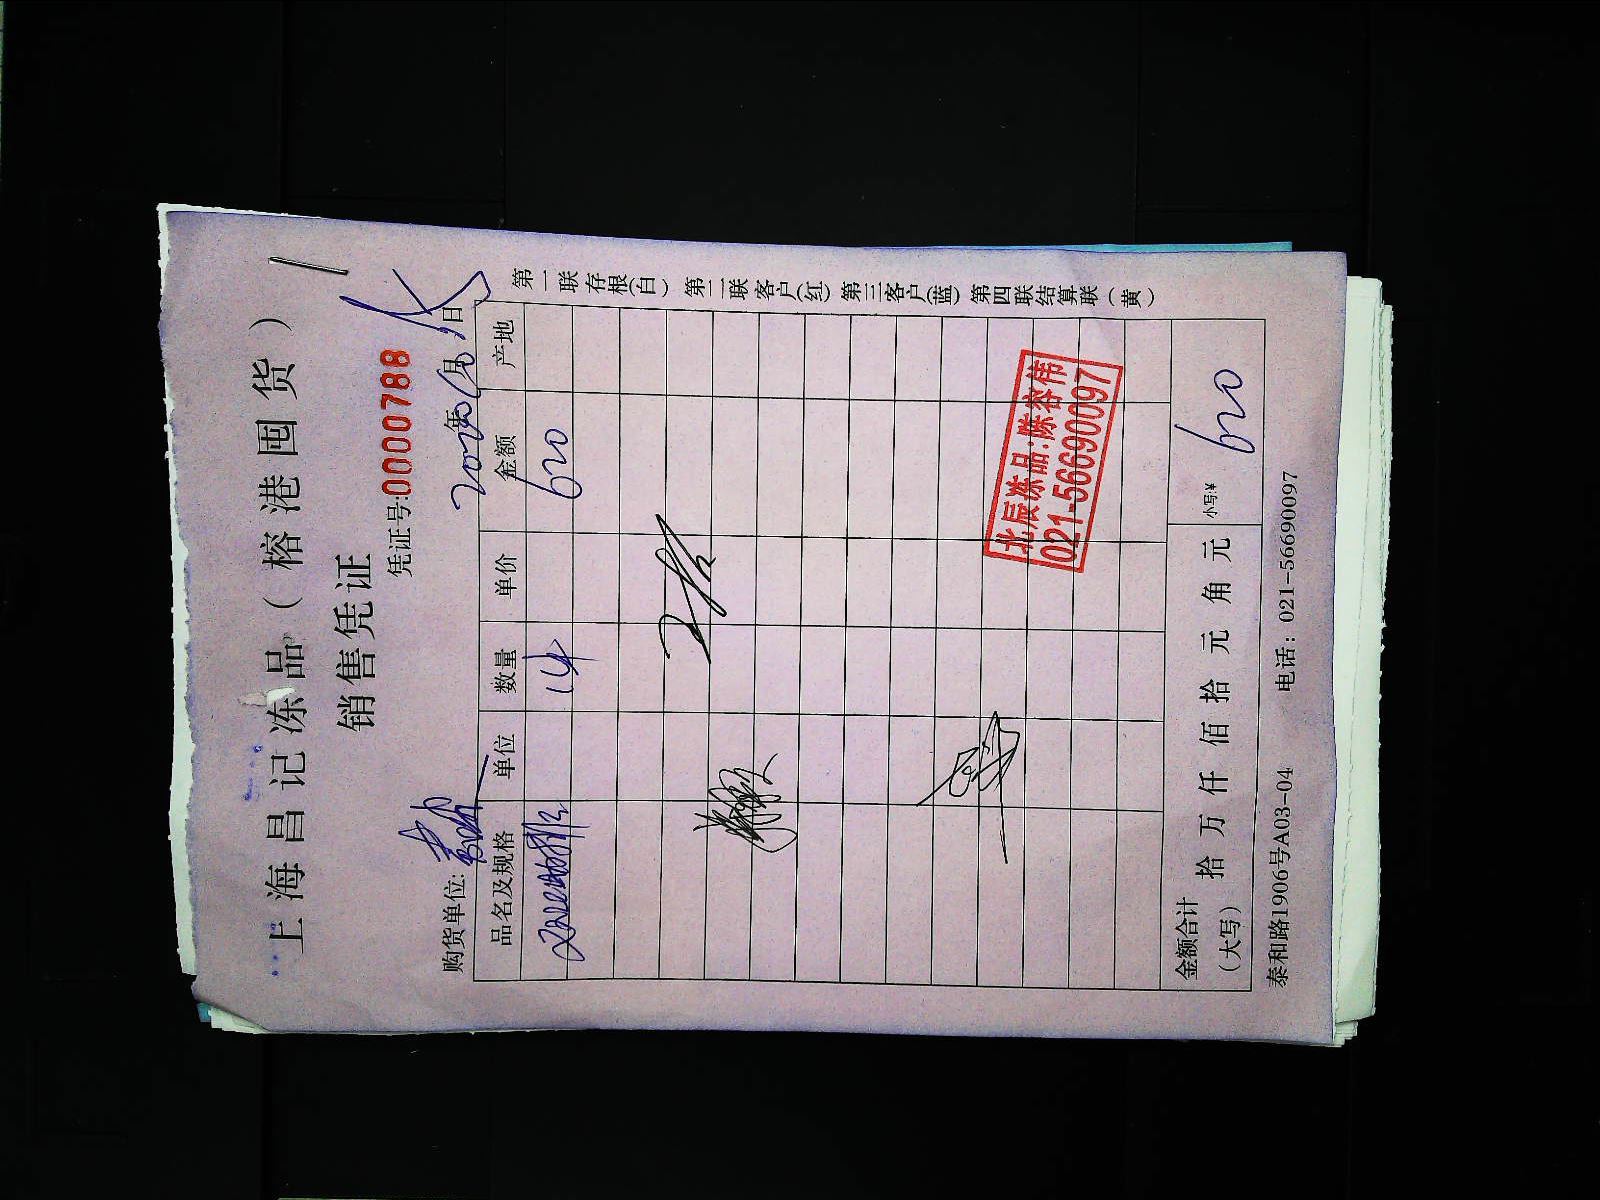 上海昌记冻品（榕港囤货）
销售凭证
凭证号:0000788
购货单位: 年 月 日
品名及规格 单位 数量 单价 金额 产地
620
北辰冻品:陈容伟
021-56690097
金额合计
（大写） 拾 万 仟 佰 拾 元 角 元 小写:¥ 620
泰和路1906号A03-04 电话：021-56690097
第一联存根(白) 第二联客户(红) 第三客户(蓝) 第四联结算联(黄)